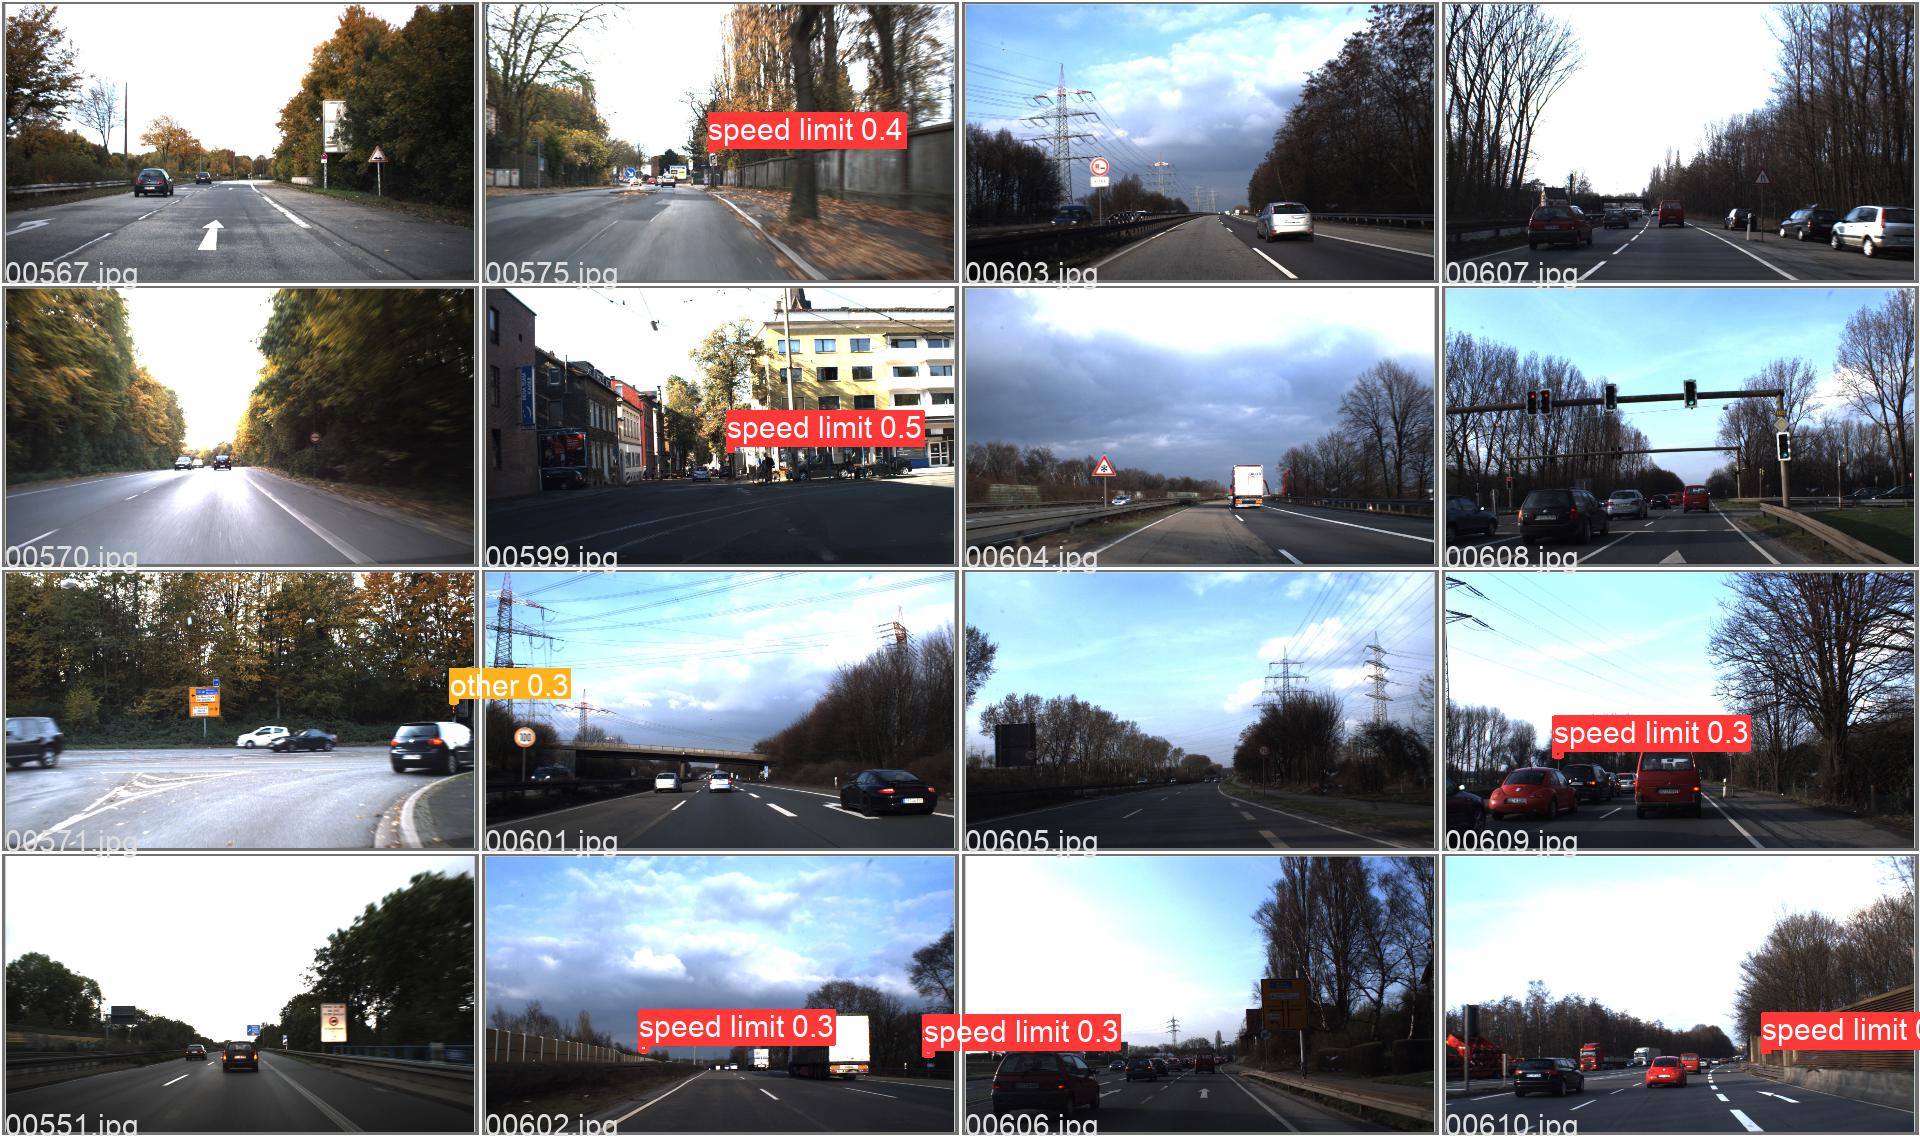 speed limit 0.4
00567.jpg
00575.jpg
00603.jpg
00607.jpg
speed limit 0.5
00570.jpg
00599.jpg
00604.jpg
00608.jpg
other 0.3
100
speed limit 0.3
00571.jpg
00601.jpg
00605.jpg
00609.jpg
speed limit 0.3
speed limit 0.3
speed limit
00551.jpg
00602.jpg
00606.jpg
00610.jpg